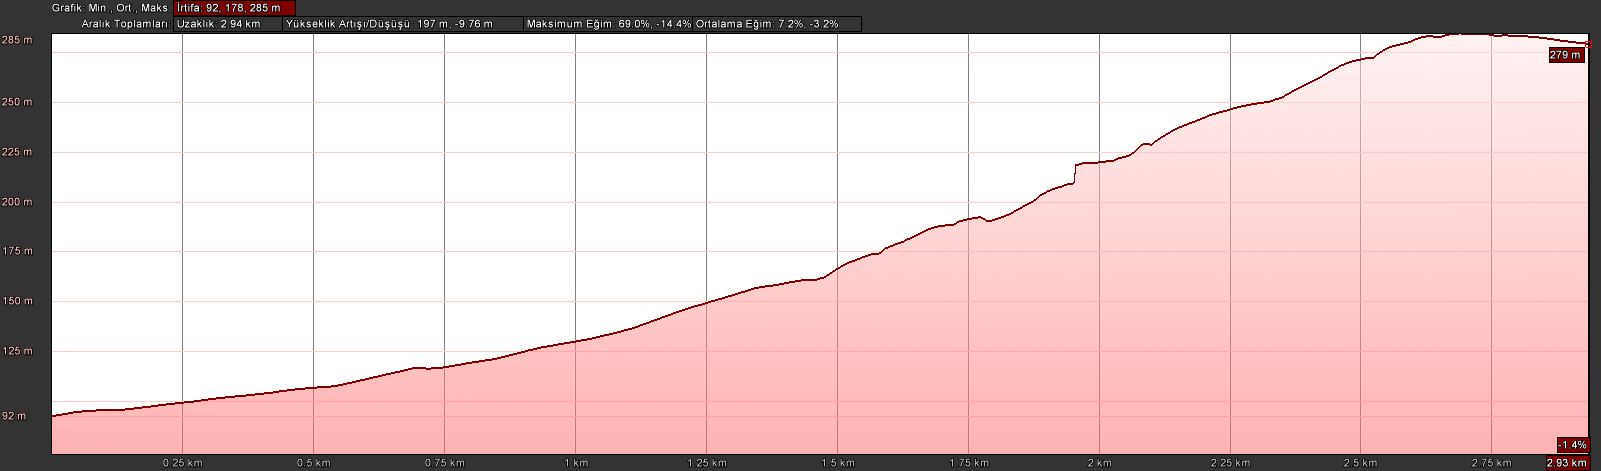 Grafik: Min., Ort., Maks. İrtifa: 92, 178, 285 m
Aralık Toplamları: Uzaklık: 2.94 km Yükseklik Artışı/Düşüşü: 197 m, -9.76 m Maksimum Eğim: 69.0%, -14.4% Ortalama Eğim: 7.2%, -3.2%
285 m
279 m
250 m
225 m
200 m
175 m
150 m
125 m
92 m
-1.4%
0.25 km 0.5 km 0.75 km 1 km 1.25 km 1.5 km 1.75 km 2 km 2.25 km 2.5 km 2.75 km 2.93 km